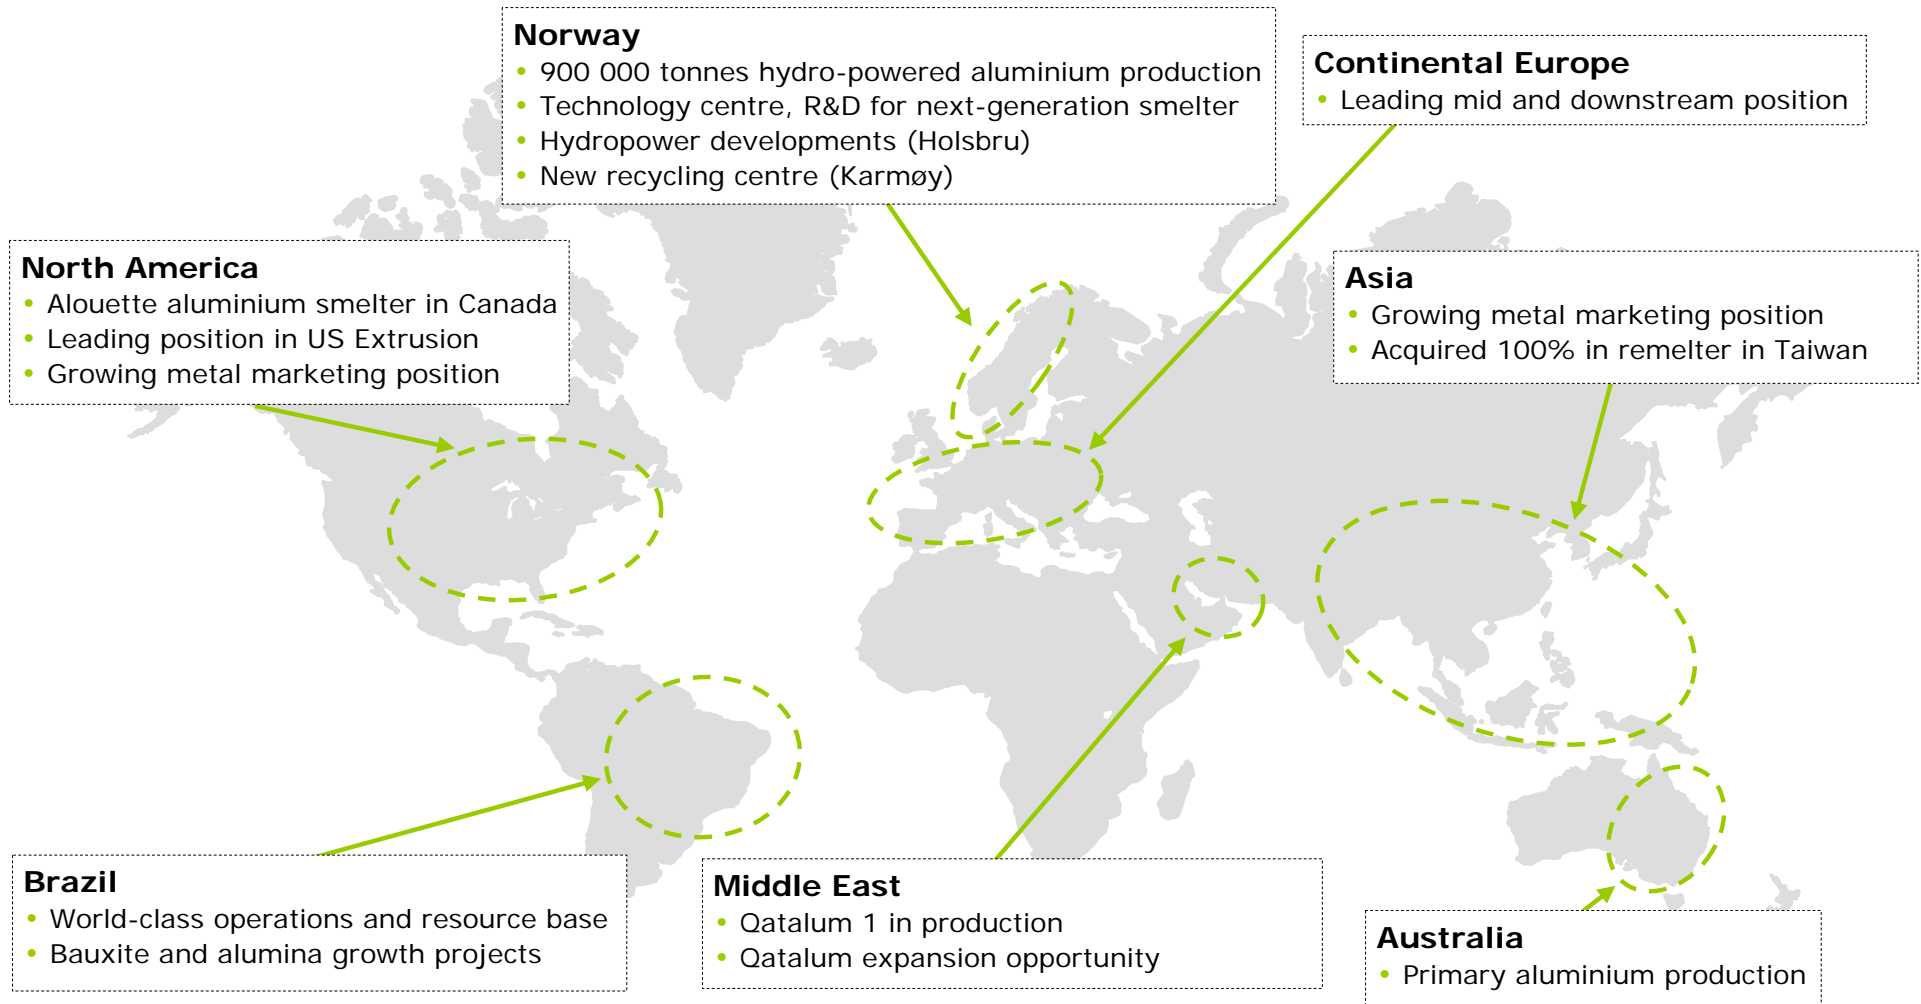 Norway
• 900 000 tonnes hydro-powered aluminium production
• Technology centre, R&D for next-generation smelter
• Hydropower developments (Holsbru)
• New recycling centre (Karmøy)
Continental Europe
• Leading mid and downstream position
North America
• Alouette aluminium smelter in Canada
• Leading position in US Extrusion
• Growing metal marketing position
Asia
• Growing metal marketing position
• Acquired 100% in remelter in Taiwan
Brazil
• World-class operations and resource base
• Bauxite and alumina growth projects
Middle East
• Qatalum 1 in production
• Qatalum expansion opportunity
Australia
• Primary aluminium production